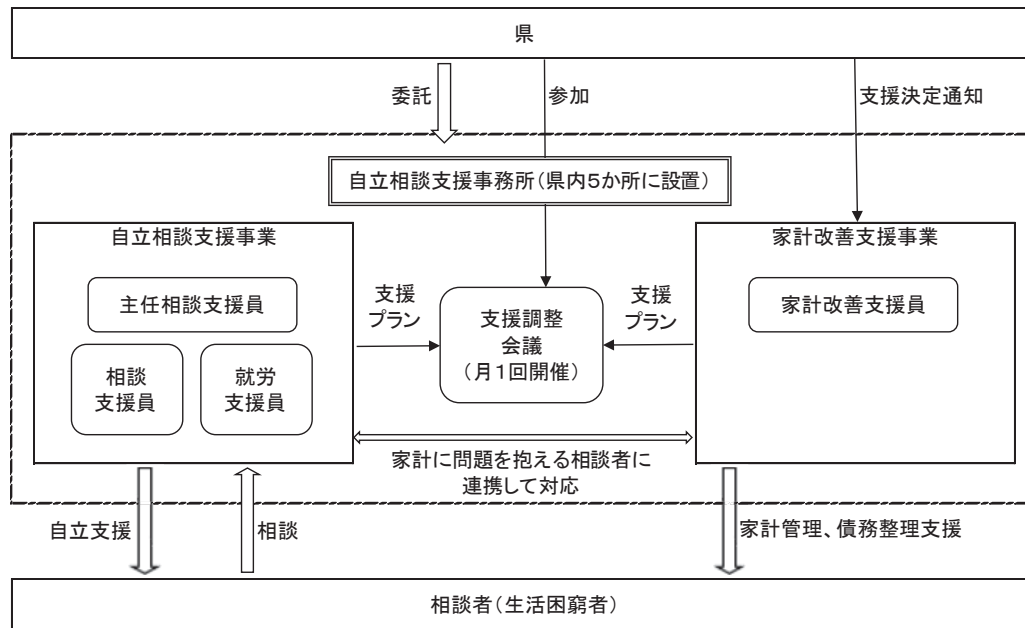 県
委託
参加
支援決定通知
自立相談支援事務所(県内5か所に設置)
自立相談支援事業
家計改善支援事業
主任相談支援員
相談
支援員
就労
支援員
支援
プラン
支援調整
会議
(月1回開催)
支援
プラン
家計改善支援員
家計に問題を抱える相談者に
連携して対応
自立支援
相談
家計管理、債務整理支援
相談者(生活困窮者)